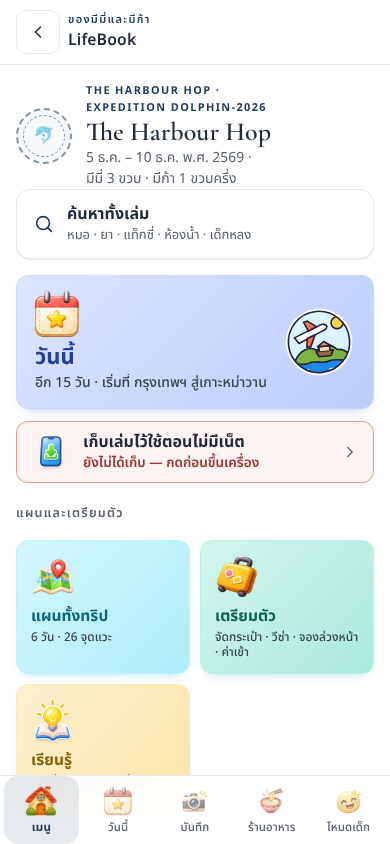 ของมีมี่และมีก้า
LifeBook
THE HARBOUR HOP ·
EXPEDITION DOLPHIN-2026
The Harbour Hop
5 ธ.ค. – 10 ธ.ค. พ.ศ. 2569 ·
มีมี่ 3 ขวบ · มีก้า 1 ขวบครึ่ง
ค้นหาทั้งเล่ม
หมอ · ยา · แท็กซี่ · ห้องน้ำ · เด็กหลง
วันนี้
อีก 15 วัน · เริ่มที่ กรุงเทพฯ สู่เกาะหม่าวาน
เก็บเล่มไว้ใช้ตอนไม่มีเน็ต
ยังไม่ได้เก็บ — กดก่อนขึ้นเครื่อง
แผนและเตรียมตัว
แผนทั้งทริป
6 วัน · 26 จุดแวะ
เตรียมตัว
จัดกระเป๋า · วีซ่า · จองล่วงหน้า
· ค่าเข้า
เรียนรู้
เมนู
วันนี้
บันทึก
ร้านอาหาร
โหมดเด็ก